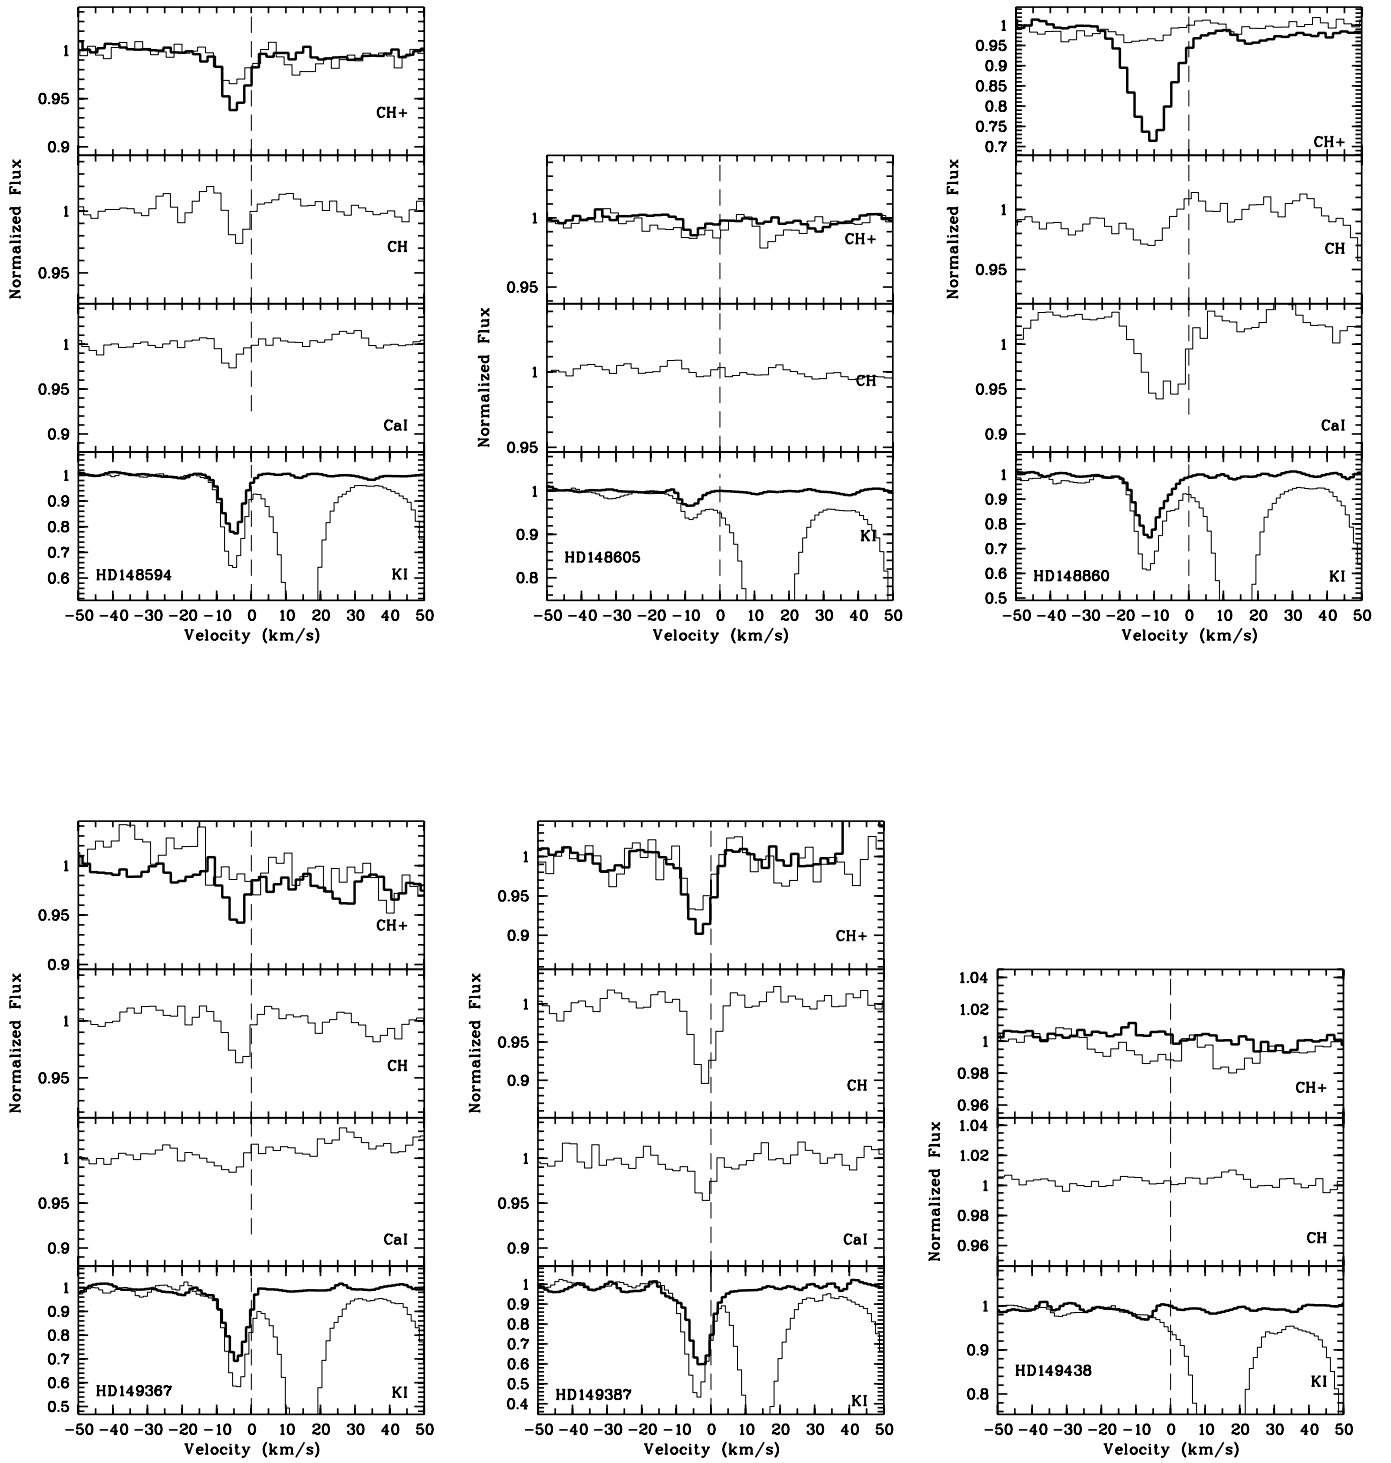 1
0.95
0.9
CH+
1
0.95
CH
1
0.95
0.9
CaI
1
0.9
0.8
0.7
0.6
HD148594
KI
-50 -40 -30 -20 -10 0 10 20 30 40 50
Velocity (km/s)
Normalized Flux
1
0.95
CH+
1
0.95
CH
1
0.9
0.8
HD148605
KI
-50 -40 -30 -20 -10 0 10 20 30 40 50
Velocity (km/s)
Normalized Flux
1
0.95
0.9
0.85
0.8
0.75
0.7
CH+
1
0.95
CH
1
0.95
0.9
CaI
1
0.9
0.8
0.7
0.6
0.5
HD148860
KI
-50 -40 -30 -20 -10 0 10 20 30 40 50
Velocity (km/s)
Normalized Flux
1
0.95
0.9
CH+
1
0.95
CH
1
0.95
0.9
CaI
1
0.9
0.8
0.7
0.6
0.5
HD149367
KI
-50 -40 -30 -20 -10 0 10 20 30 40 50
Velocity (km/s)
Normalized Flux
1
0.95
0.9
CH+
1
0.95
0.9
CH
1
0.95
0.9
CaI
1
0.9
0.8
0.7
0.6
0.5
0.4
HD149387
KI
-50 -40 -30 -20 -10 0 10 20 30 40 50
Velocity (km/s)
Normalized Flux
1.04
1.02
1
0.98
0.96
CH+
1.04
1.02
1
0.98
0.96
CH
1
0.9
0.8
HD149438
KI
-50 -40 -30 -20 -10 0 10 20 30 40 50
Velocity (km/s)
Normalized Flux